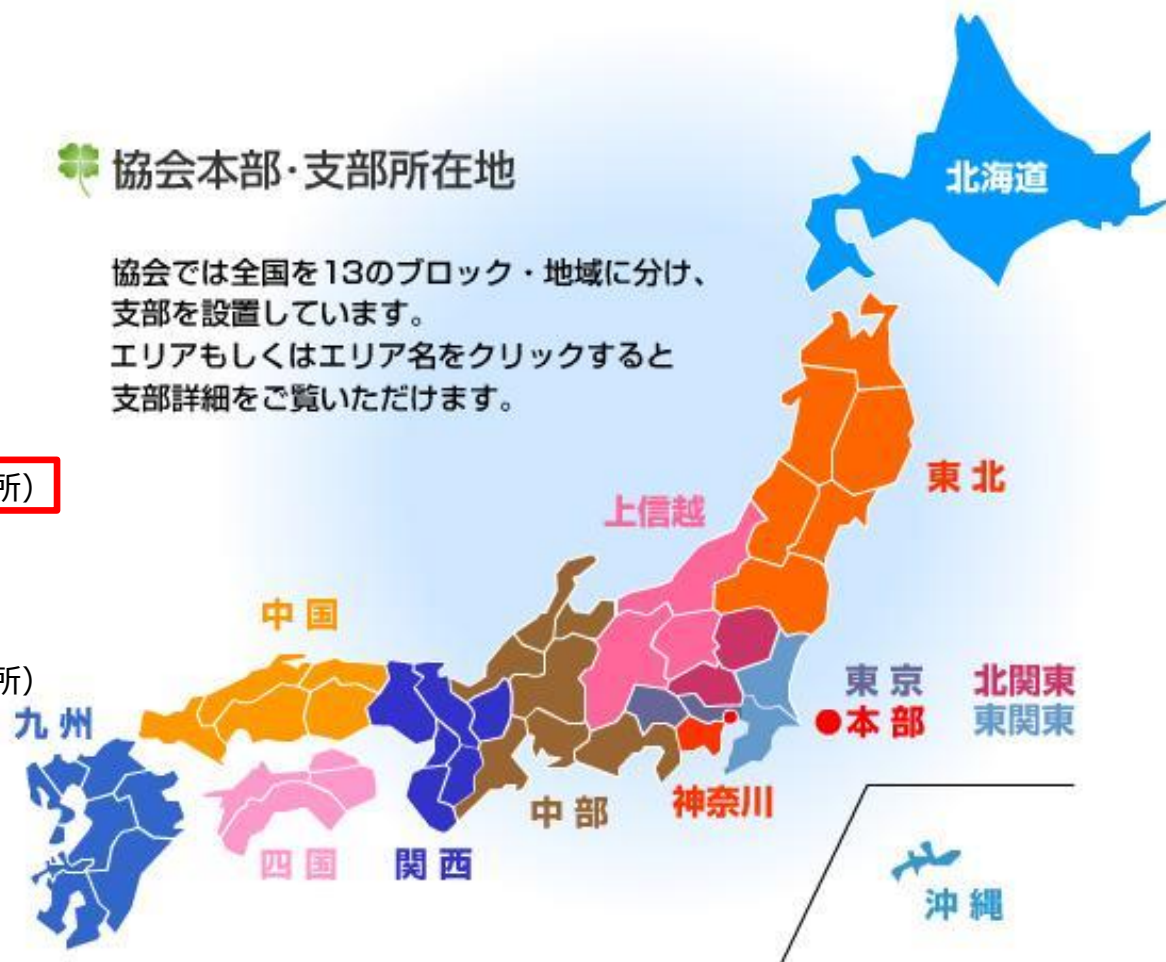 協会本部・支部所在地
協会では全国を13のブロック・地域に分け、
支部を設置しています。
エリアもしくはエリア名をクリックすると
支部詳細をご覧いただけます。
北海道
所）
東北
上信越
中国
所）
九州
東京 北関東
●本部 東関東
中部
神奈川
四国
関西
沖縄